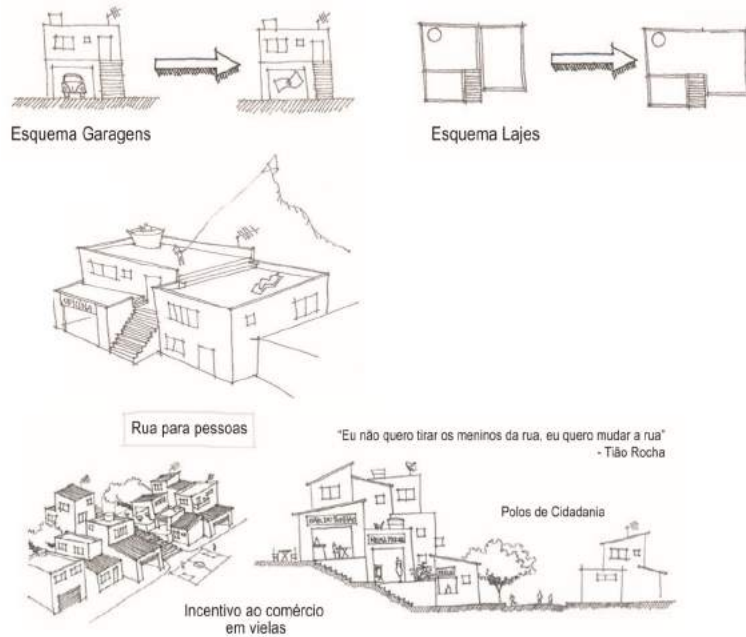 Esquema Garagens
Esquema Lajes
OFICINA
Rua para pessoas
"Eu não quero tirar os meninos da rua, eu quero mudar a rua"
- Tião Rocha
Polos de Cidadania
Incentivo ao comércio
em vielas